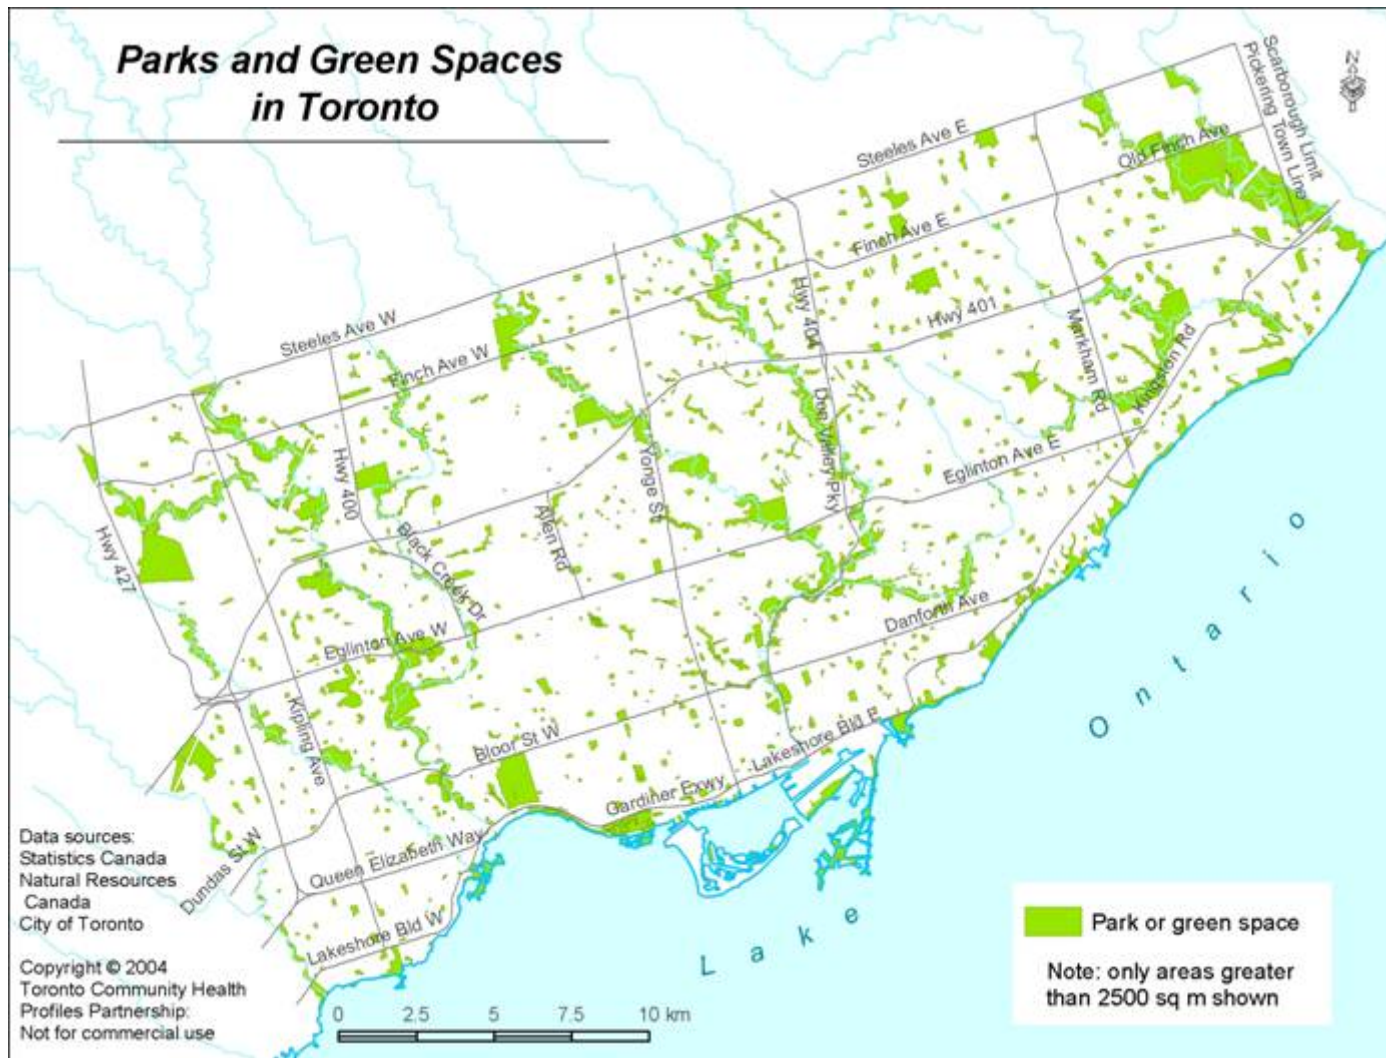 Parks and Green Spaces
in Toronto
N
Scarborough Limit
Pickering Town Line
Steeles Ave E
Old Finch Ave
Finch Ave E
Hwy 404
Hwy 401
Markham Rd
Kingston Rd
Steeles Ave W
Finch Ave W
Hwy 400
Yonge St
Don Valley Pky
Eglinton Ave E
Hwy 427
Black Creek Dr
Allen Rd
Danforth Ave
Eglinton Ave W
Kipling Ave
Bloor St W
Lakeshore Bld E
Gardiner Exwy
Dundas St W
Queen Elizabeth Way
Lakeshore Bld W
Lake Ontario
Data sources:
Statistics Canada
Natural Resources
Canada
City of Toronto
Copyright © 2004
Toronto Community Health
Profiles Partnership:
Not for commercial use
0 2.5 5 7.5 10 km
Park or green space
Note: only areas greater
than 2500 sq m shown